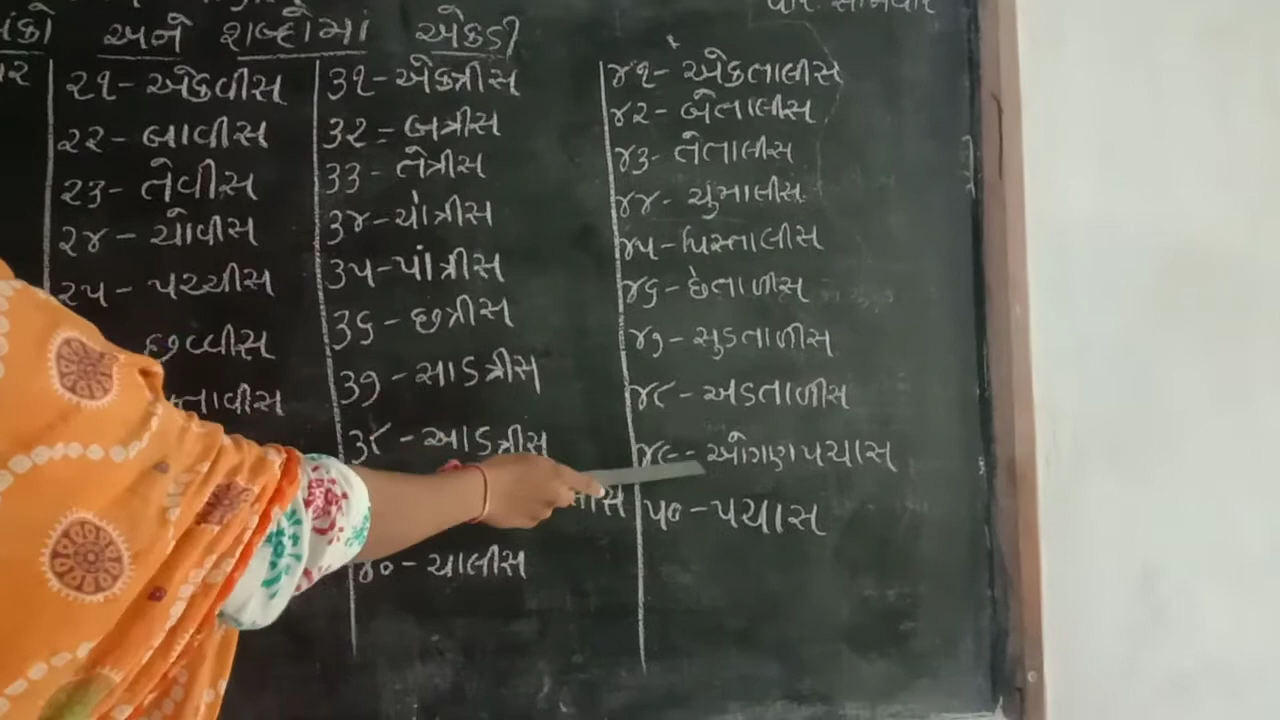 અંકો અને શબ્દોમાં એકડી
વાર સોમવાર
૨૧-એકવીસ
૨૨-બાવીસ
૨૩-તેવીસ
૨૪-ચોવીસ
૨૫-પચ્ચીસ
છવ્વીસ
૩૧-એકત્રીસ
૩૨-બત્રીસ
૩૩-તેત્રીસ
૩૪-ચોત્રીસ
૩૫-પાંત્રીસ
૩૬-છત્રીસ
૩૭-સાડત્રીસ
૩૮-આડત્રીસ
૪૦-ચાલીસ
૪૧-એકતાલીસ
૪૨-બેતાલીસ
૪૩-તેતાલીસ
૪૪-ચુમાલીસ
૪૫-પિસ્તાલીસ
૪૬-છેતાળીસ
૪૭-સુડતાળીસ
૪૮-અડતાળીસ
૪૯-ઓગણપચાસ
૫૦-પચાસ